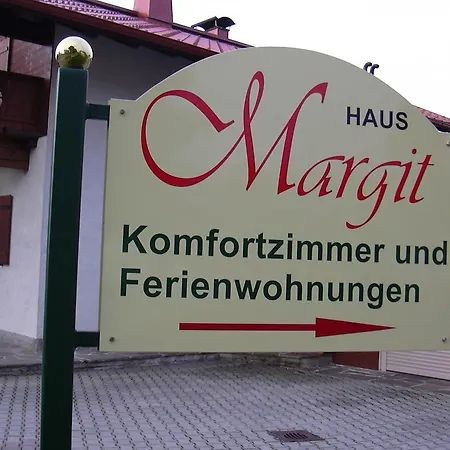 HAUS
Margit
Komfortzimmer und
Ferienwohnungen